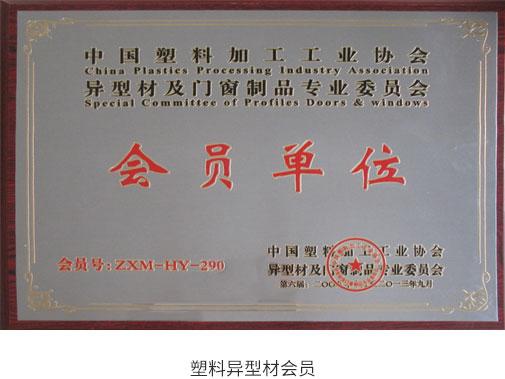 中国塑料加工工业协会
China Plastics Processing Industry Association
异型材及门窗制品专业委员会
Special Committee of Profiles Doors & windows
会员单位
会员号:ZXM-HY-290
中国塑料加工工业协会
异型材及门窗制品专业委员会
第六届:二〇〇 二〇一三年九月
塑料异型材会员